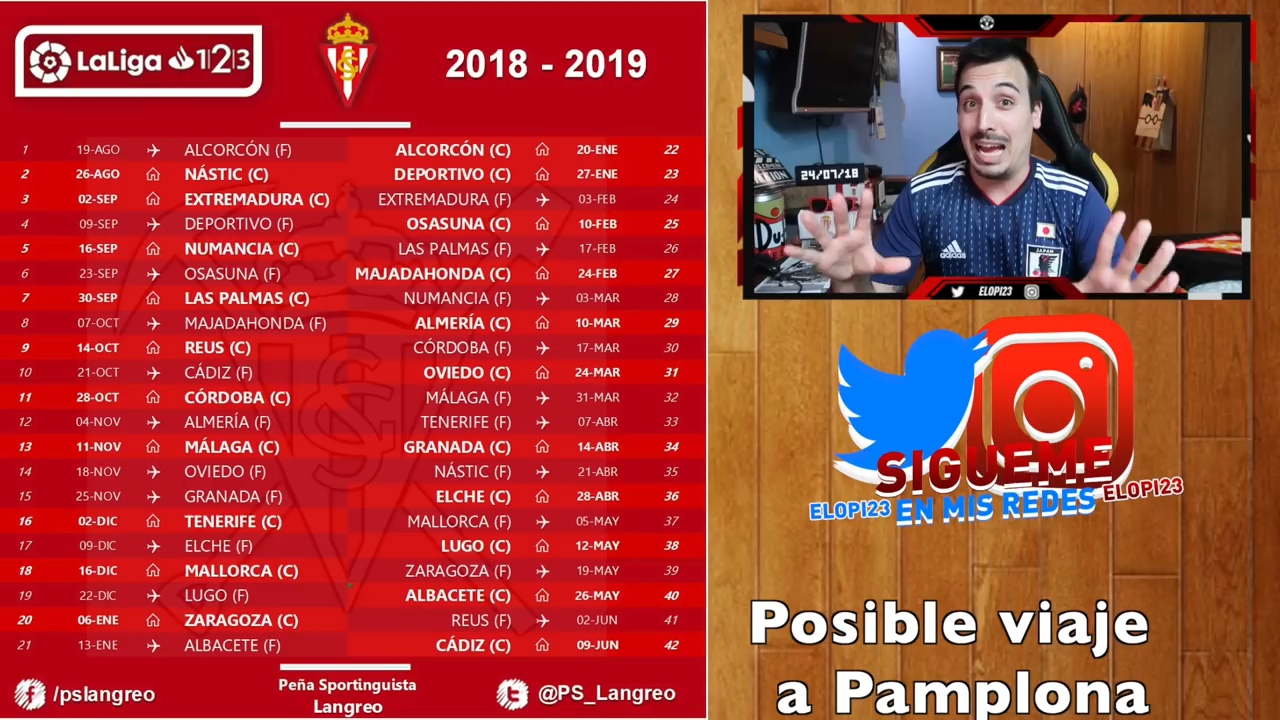 LaLiga 1|2|3
2018 - 2019
1 19-AGO ALCORCÓN (F) ALCORCÓN (C) 20-ENE 22
2 26-AGO NÁSTIC (C) DEPORTIVO (C) 27-ENE 23
3 02-SEP EXTREMADURA (C) EXTREMADURA (F) 03-FEB 24
4 09-SEP DEPORTIVO (F) OSASUNA (C) 10-FEB 25
5 16-SEP NUMANCIA (C) LAS PALMAS (F) 17-FEB 26
6 23-SEP OSASUNA (F) MAJADAHONDA (C) 24-FEB 27
7 30-SEP LAS PALMAS (C) NUMANCIA (F) 03-MAR 28
8 07-OCT MAJADAHONDA (F) ALMERÍA (C) 10-MAR 29
9 14-OCT REUS (C) CÓRDOBA (F) 17-MAR 30
10 21-OCT CÁDIZ (F) OVIEDO (C) 24-MAR 31
11 28-OCT CÓRDOBA (C) MÁLAGA (F) 31-MAR 32
12 04-NOV ALMERÍA (F) TENERIFE (F) 07-ABR 33
13 11-NOV MÁLAGA (C) GRANADA (C) 14-ABR 34
14 18-NOV OVIEDO (F) NÁSTIC (F) 21-ABR 35
15 25-NOV GRANADA (F) ELCHE (C) 28-ABR 36
16 02-DIC TENERIFE (C) MALLORCA (F) 05-MAY 37
17 09-DIC ELCHE (F) LUGO (C) 12-MAY 38
18 16-DIC MALLORCA (C) ZARAGOZA (F) 19-MAY 39
19 22-DIC LUGO (F) ALBACETE (C) 26-MAY 40
20 06-ENE ZARAGOZA (C) REUS (F) 02-JUN 41
21 13-ENE ALBACETE (F) CÁDIZ (C) 09-JUN 42
/pslangreo
Peña Sportinguista
Langreo
@PS_Langreo
24/07/18
adidas
JAPAN
ELOPI23
SIGUEME
ELOPI23 EN MIS REDES ELOPI23
Posible viaje
a Pamplona